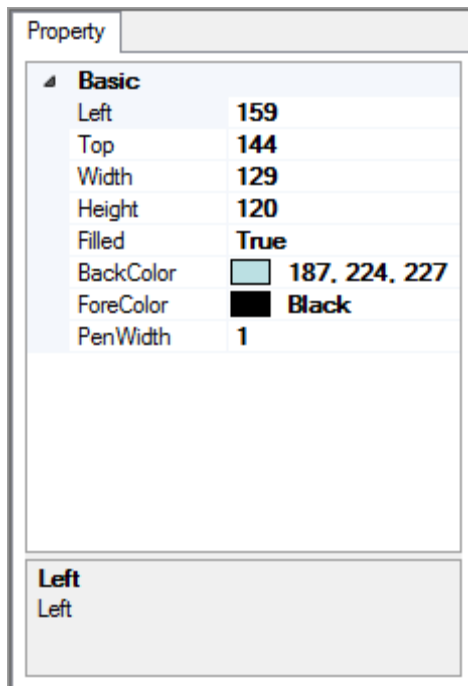 Property
Basic
Left 159
Top 144
Width 129
Height 120
Filled True
BackColor 187, 224, 227
ForeColor Black
PenWidth 1
Left
Left